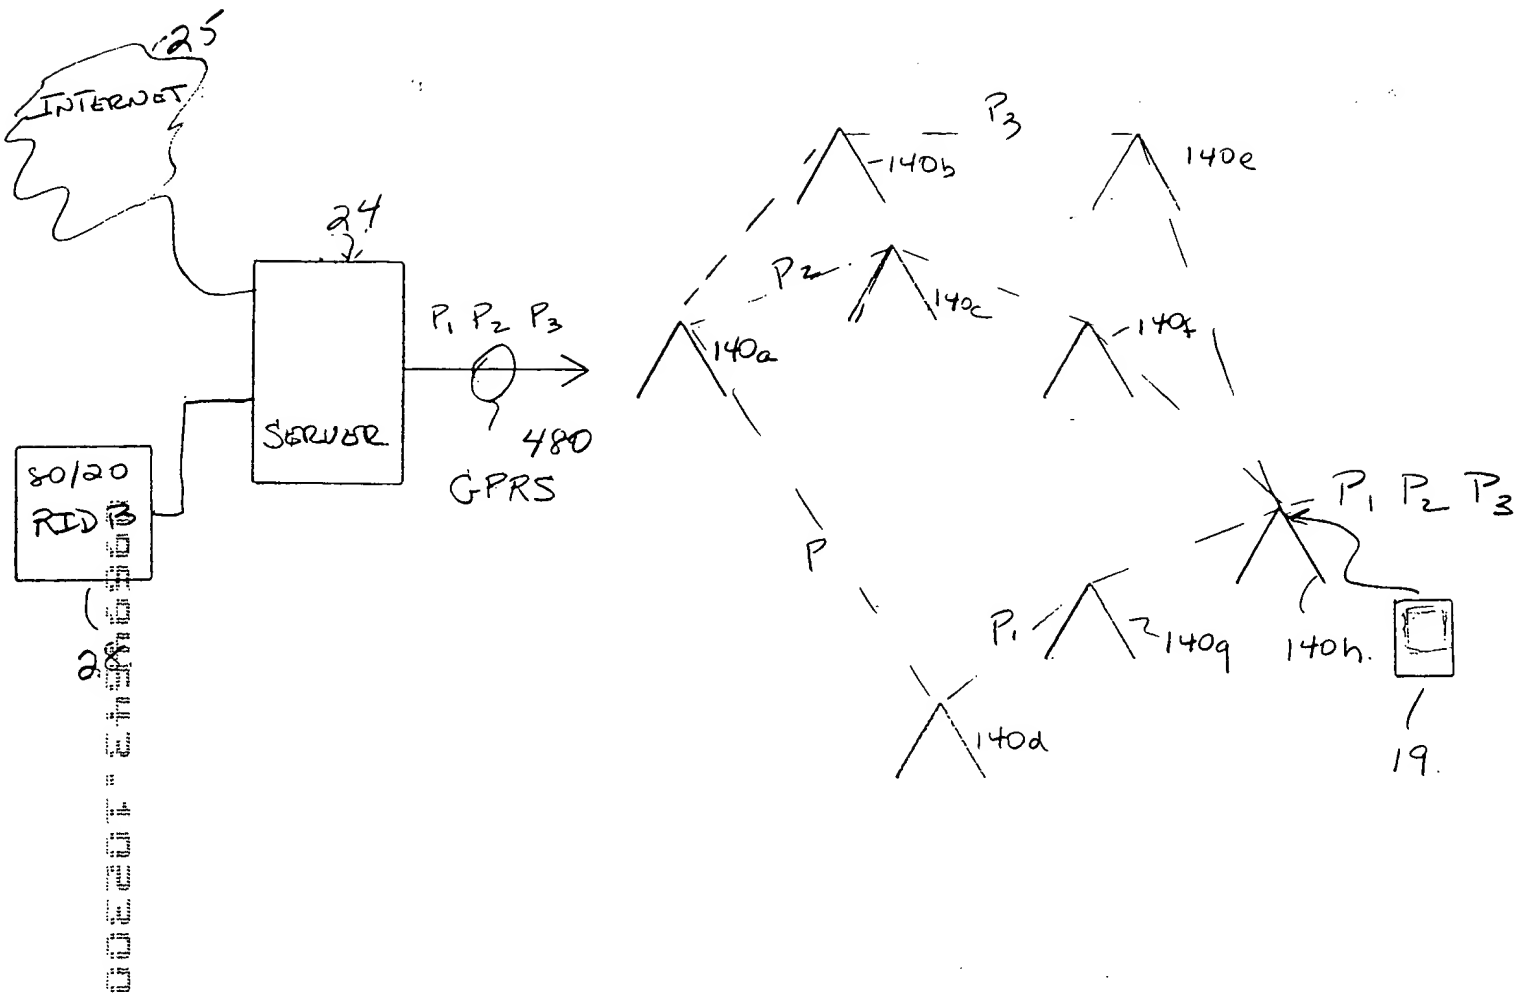 25
INTERNET
24
P3
140b
140e
P2
140c
P1 P2 P3
140a
140f
SERVER
480
GPRS
80/20
RID B
28
P
P1 P2 P3
P1
140g
140h.
140d
19.